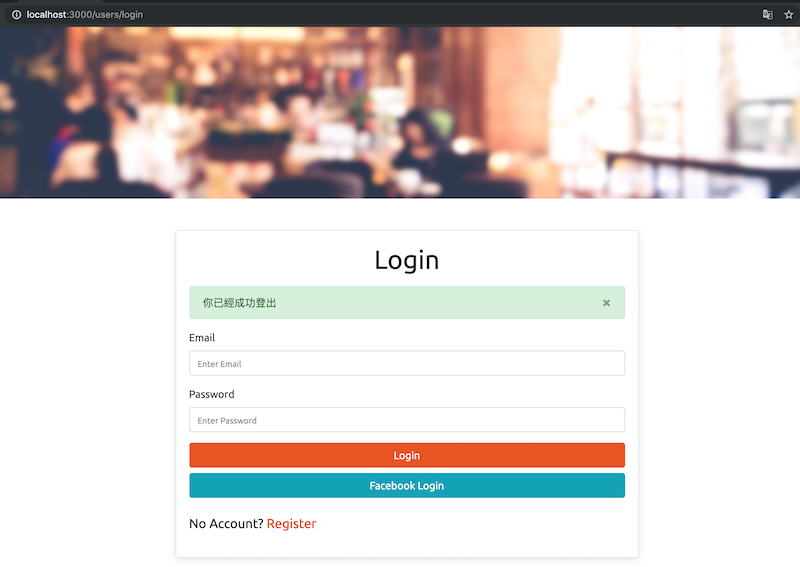 localhost:3000/users/login
Login
你已經成功登出 ×
Email
Enter Email
Password
Enter Password
Login
Facebook Login
No Account? Register